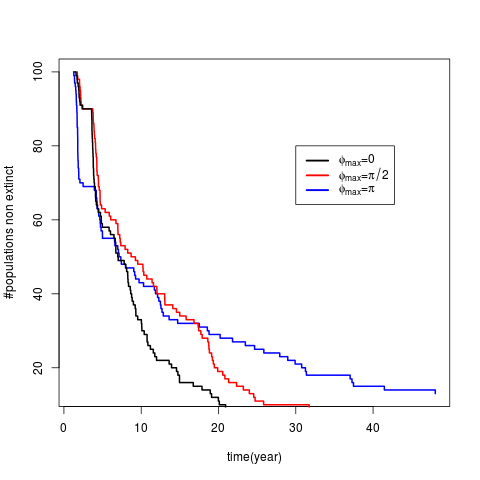 100
80
60
40
20
#populations non extinct
ϕmax=0
ϕmax=π/2
ϕmax=π
0 10 20 30 40
time(year)